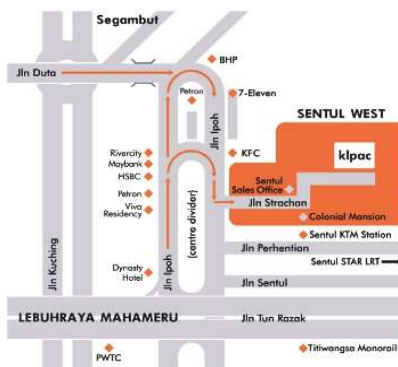 Segambut
BHP
Jln Duta
Petron
7-Eleven
SENTUL WEST
Jln Ipoh
Rivercity
Maybank
HSBC
Petron
Viva
Residency
KFC
klpac
Sentul
Sales Office
Jln Strachan
Colonial Mansion
Sentul KTM Station
(centre divider)
Jln Perhentian
Sentul STAR LRT
Jln Kuching
Dynasty
Hotel
Jln Ipoh
Jln Sentul
LEBUHRAYA MAHAMERU
Jln Tun Razak
PWTC
Titiwangsa Monorail